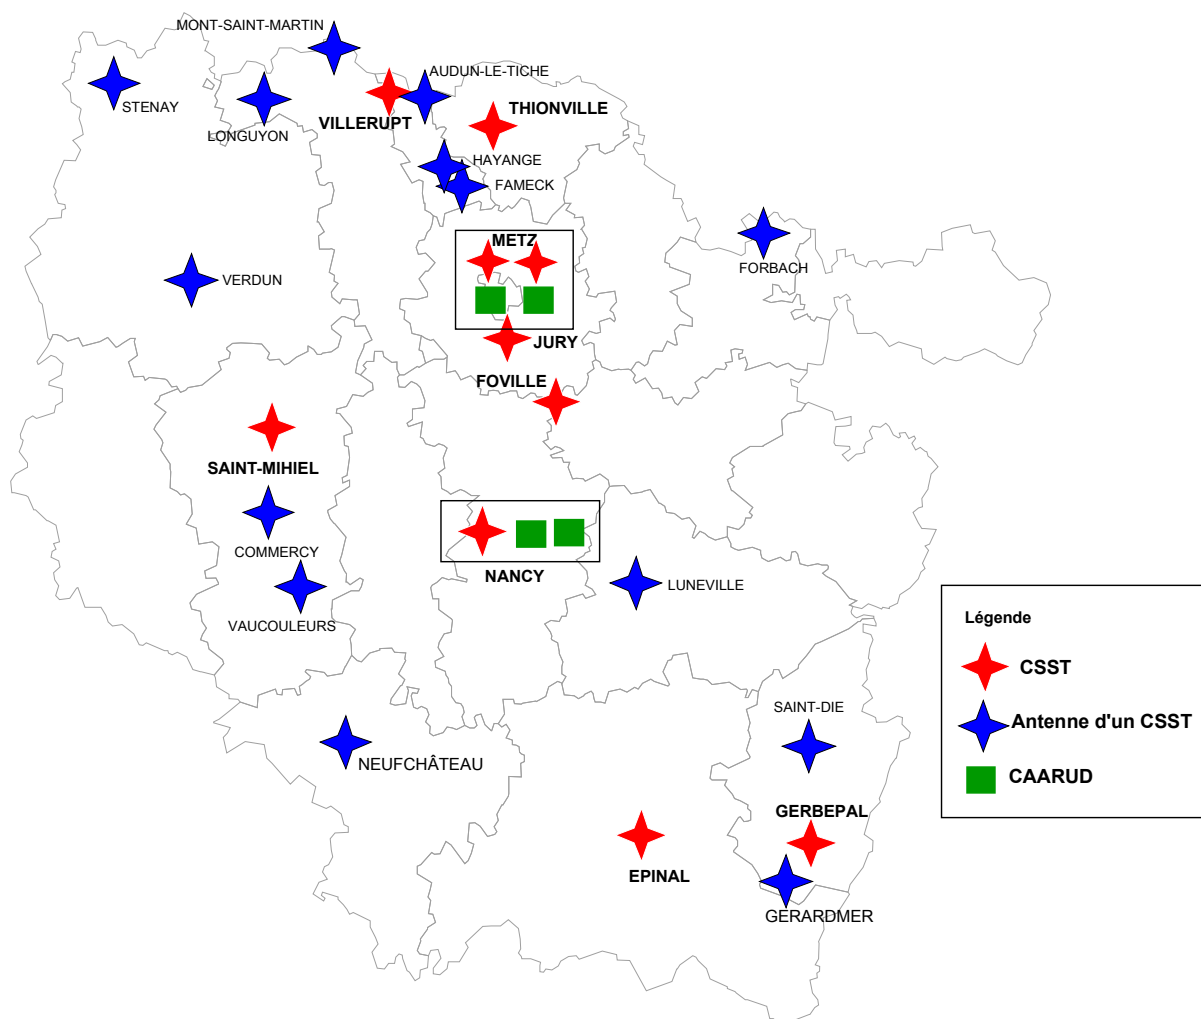 MONT-SAINT-MARTIN
AUDUN-LE-TICHE
STENAY
LONGUYON
VILLERUPT
THIONVILLE
HAYANGE
FAMECK
METZ
FORBACH
VERDUN
JURY
FOVILLE
SAINT-MIHIEL
COMMERCY
NANCY
LUNEVILLE
VAUCOULEURS
Légende
CSST
Antenne d'un CSST
CAARUD
SAINT-DIE
NEUFCHÂTEAU
GERBEPAL
EPINAL
GERARDMER